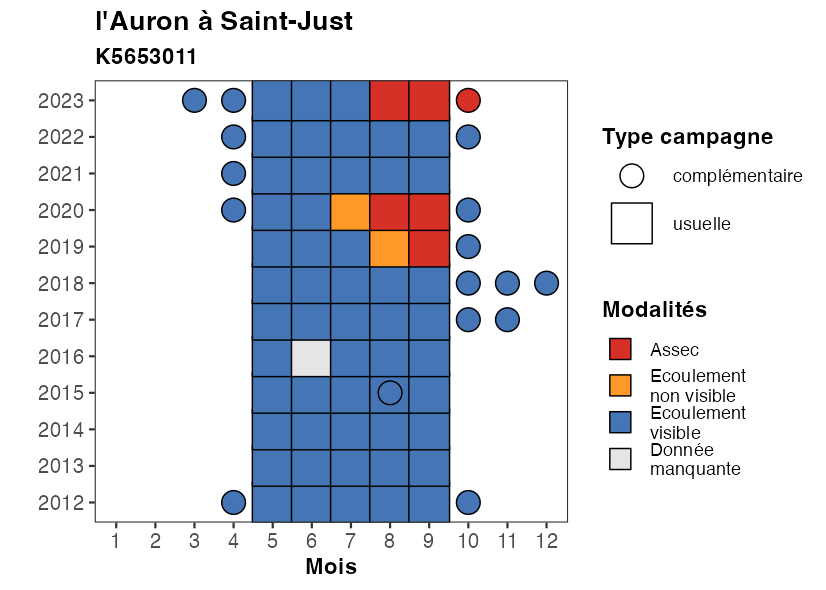 l'Auron à Saint-Just
K5653011
2023
2022
2021
2020
2019
2018
2017
2016
2015
2014
2013
2012
1 2 3 4 5 6 7 8 9 10 11 12
Mois
Type campagne
complémentaire
usuelle
Modalités
Assec
Ecoulement
non visible
Ecoulement
visible
Donnée
manquante